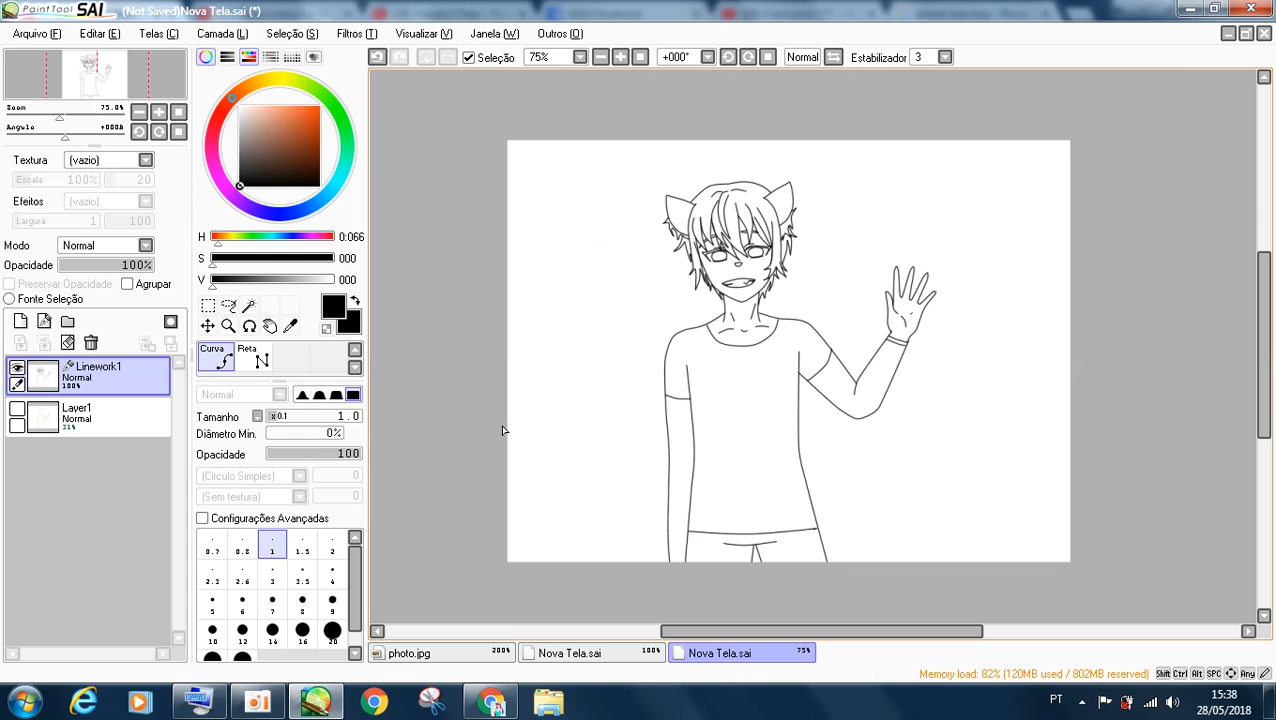 PaintTool SAI (Not Saved)Nova Tela.sai (*)
Arquivo (F) Editar (E) Telas (C) Camada (L) Seleção (S) Filtros (T) Visualizar (V) Janela (W) Outros (O)
Seleção 75% +000° Normal Estabilizador 3
Zoom 75.0%
Angulo +000A
Textura (vazio)
Escala 100% 20
Efeitos (vazio)
Largura 1 100
Modo Normal
Opacidade 100%
Preservar Opacidade Agrupar
Fonte Seleção
Linework1
Normal
100%
Layer1
Normal
31%
H 0:066
S 000
V 000
Curva Reta
Normal
Tamanho x0.1 1.0
Diâmetro Min. 0%
Opacidade 100
(Circulo Simples) 0
(Sem textura) 0
Configurações Avançadas
0.7 0.8 1 1.5 2
2.3 2.6 3 3.5 4
5 6 7 8 9
10 12 14 16 20
photo.jpg 200% Nova Tela.sai 100% Nova Tela.sai 75%
Memory load: 82% (120MB used / 802MB reserved) Shift Ctrl Alt SPC Any
PT 15:38
28/05/2018